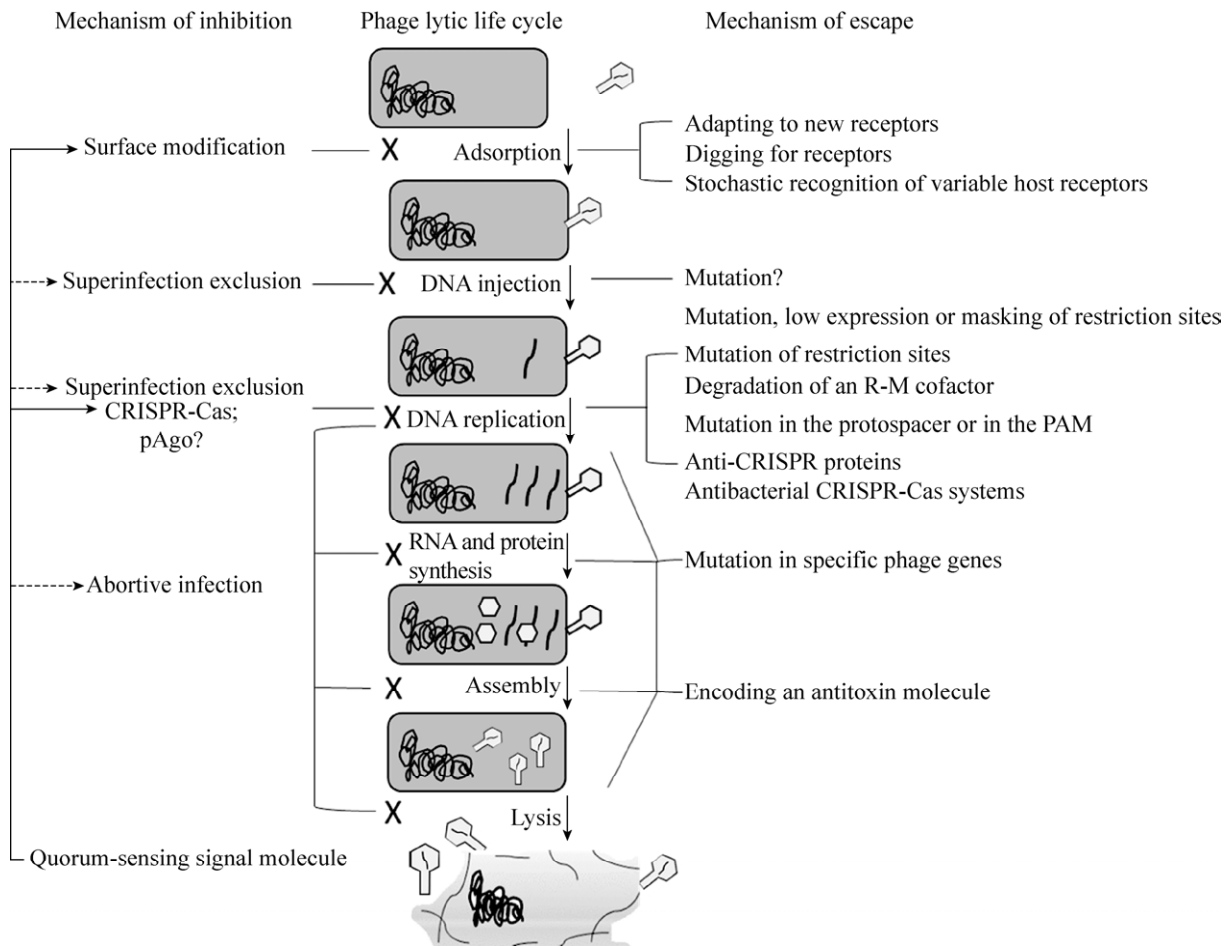 Mechanism of inhibition
Phage lytic life cycle
Mechanism of escape
Surface modification
X
Adsorption
Adapting to new receptors
Digging for receptors
Stochastic recognition of variable host receptors
Superinfection exclusion
X
DNA injection
Mutation?
Mutation, low expression or masking of restriction sites
Mutation of restriction sites
Degradation of an R-M cofactor
Superinfection exclusion
CRISPR-Cas;
pAgo?
X
DNA replication
Mutation in the protospacer or in the PAM
Anti-CRISPR proteins
Antibacterial CRISPR-Cas systems
X
RNA and protein
synthesis
Mutation in specific phage genes
Abortive infection
X
Assembly
Encoding an antitoxin molecule
X
Lysis
Quorum-sensing signal molecule